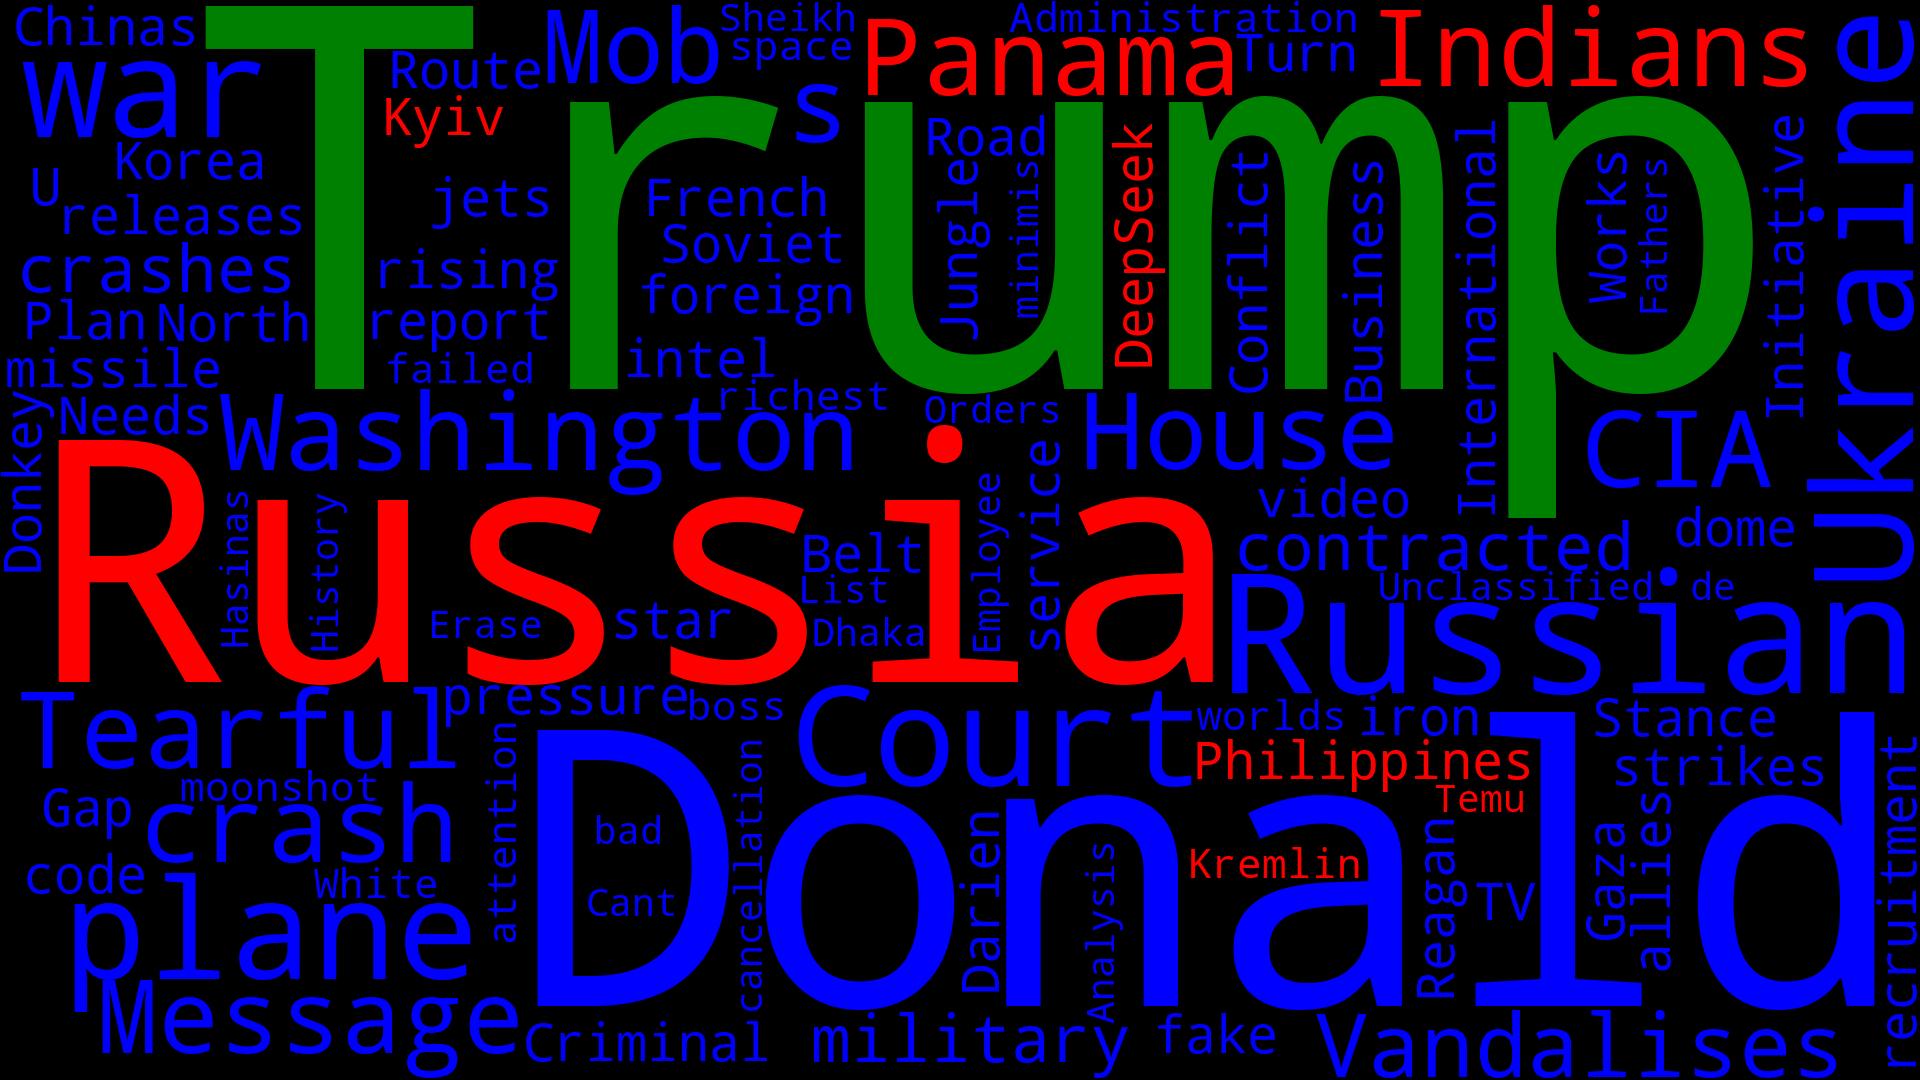 Chinas
Trump
Mob
Sheikh
space
Administration
Panama
Turn
Indians
Ukraine
war
Route
Kyiv
s
Road
Korea
U
releases
jets
French
Soviet
Jungle
minimis
DeepSeek
Conflict
Business
International
Works
Fathers
Initiative
crashes
rising
foreign
Plan
North
report
missile
failed
intel
richest
Donkey
Needs
Washington
Orders
House
CIA
Russia
Hasinas
History
Erase
star
Belt
List
Dhaka
Employee
service
video
contracted
dome
Unclassified
de
Russian
Tearful
pressure
boss
Court
worlds
iron
Stance
Philippines
strikes
Temu
moonshot
Gap
crash
attention
Donald
bad
cancellation
Cant
Darien
Analysis
Kremlin
Reagan
TV
Gaza
allies
recruitment
code
White
plane
Message
Criminal
military
fake
Vandalises